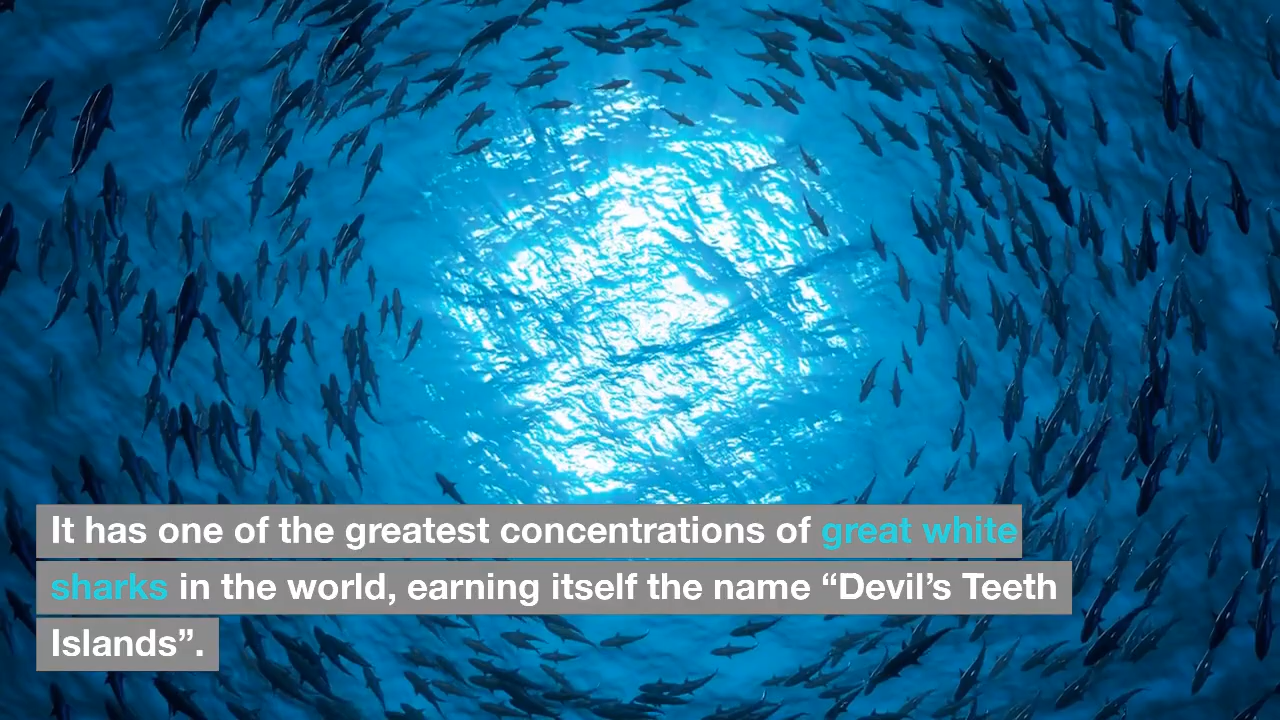 It has one of the greatest concentrations of great white
sharks in the world, earning itself the name “Devil’s Teeth
Islands”.